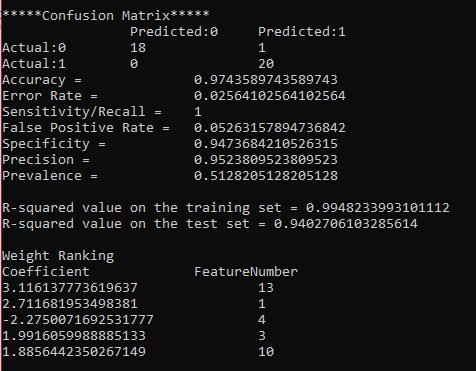 *****Confusion Matrix*****
Predicted:0 Predicted:1
Actual:0 18 1
Actual:1 0 20
Accuracy = 0.9743589743589743
Error Rate = 0.02564102564102564
Sensitivity/Recall = 1
False Positive Rate = 0.05263157894736842
Specificity = 0.9473684210526315
Precision = 0.9523809523809523
Prevalence = 0.5128205128205128
R-squared value on the training set = 0.9948233993101112
R-squared value on the test set = 0.9402706103285614
Weight Ranking
Coefficient FeatureNumber
3.116137773619637 13
2.711681953498381 1
-2.2750071692531777 4
1.9916059988885133 3
1.8856442350267149 10